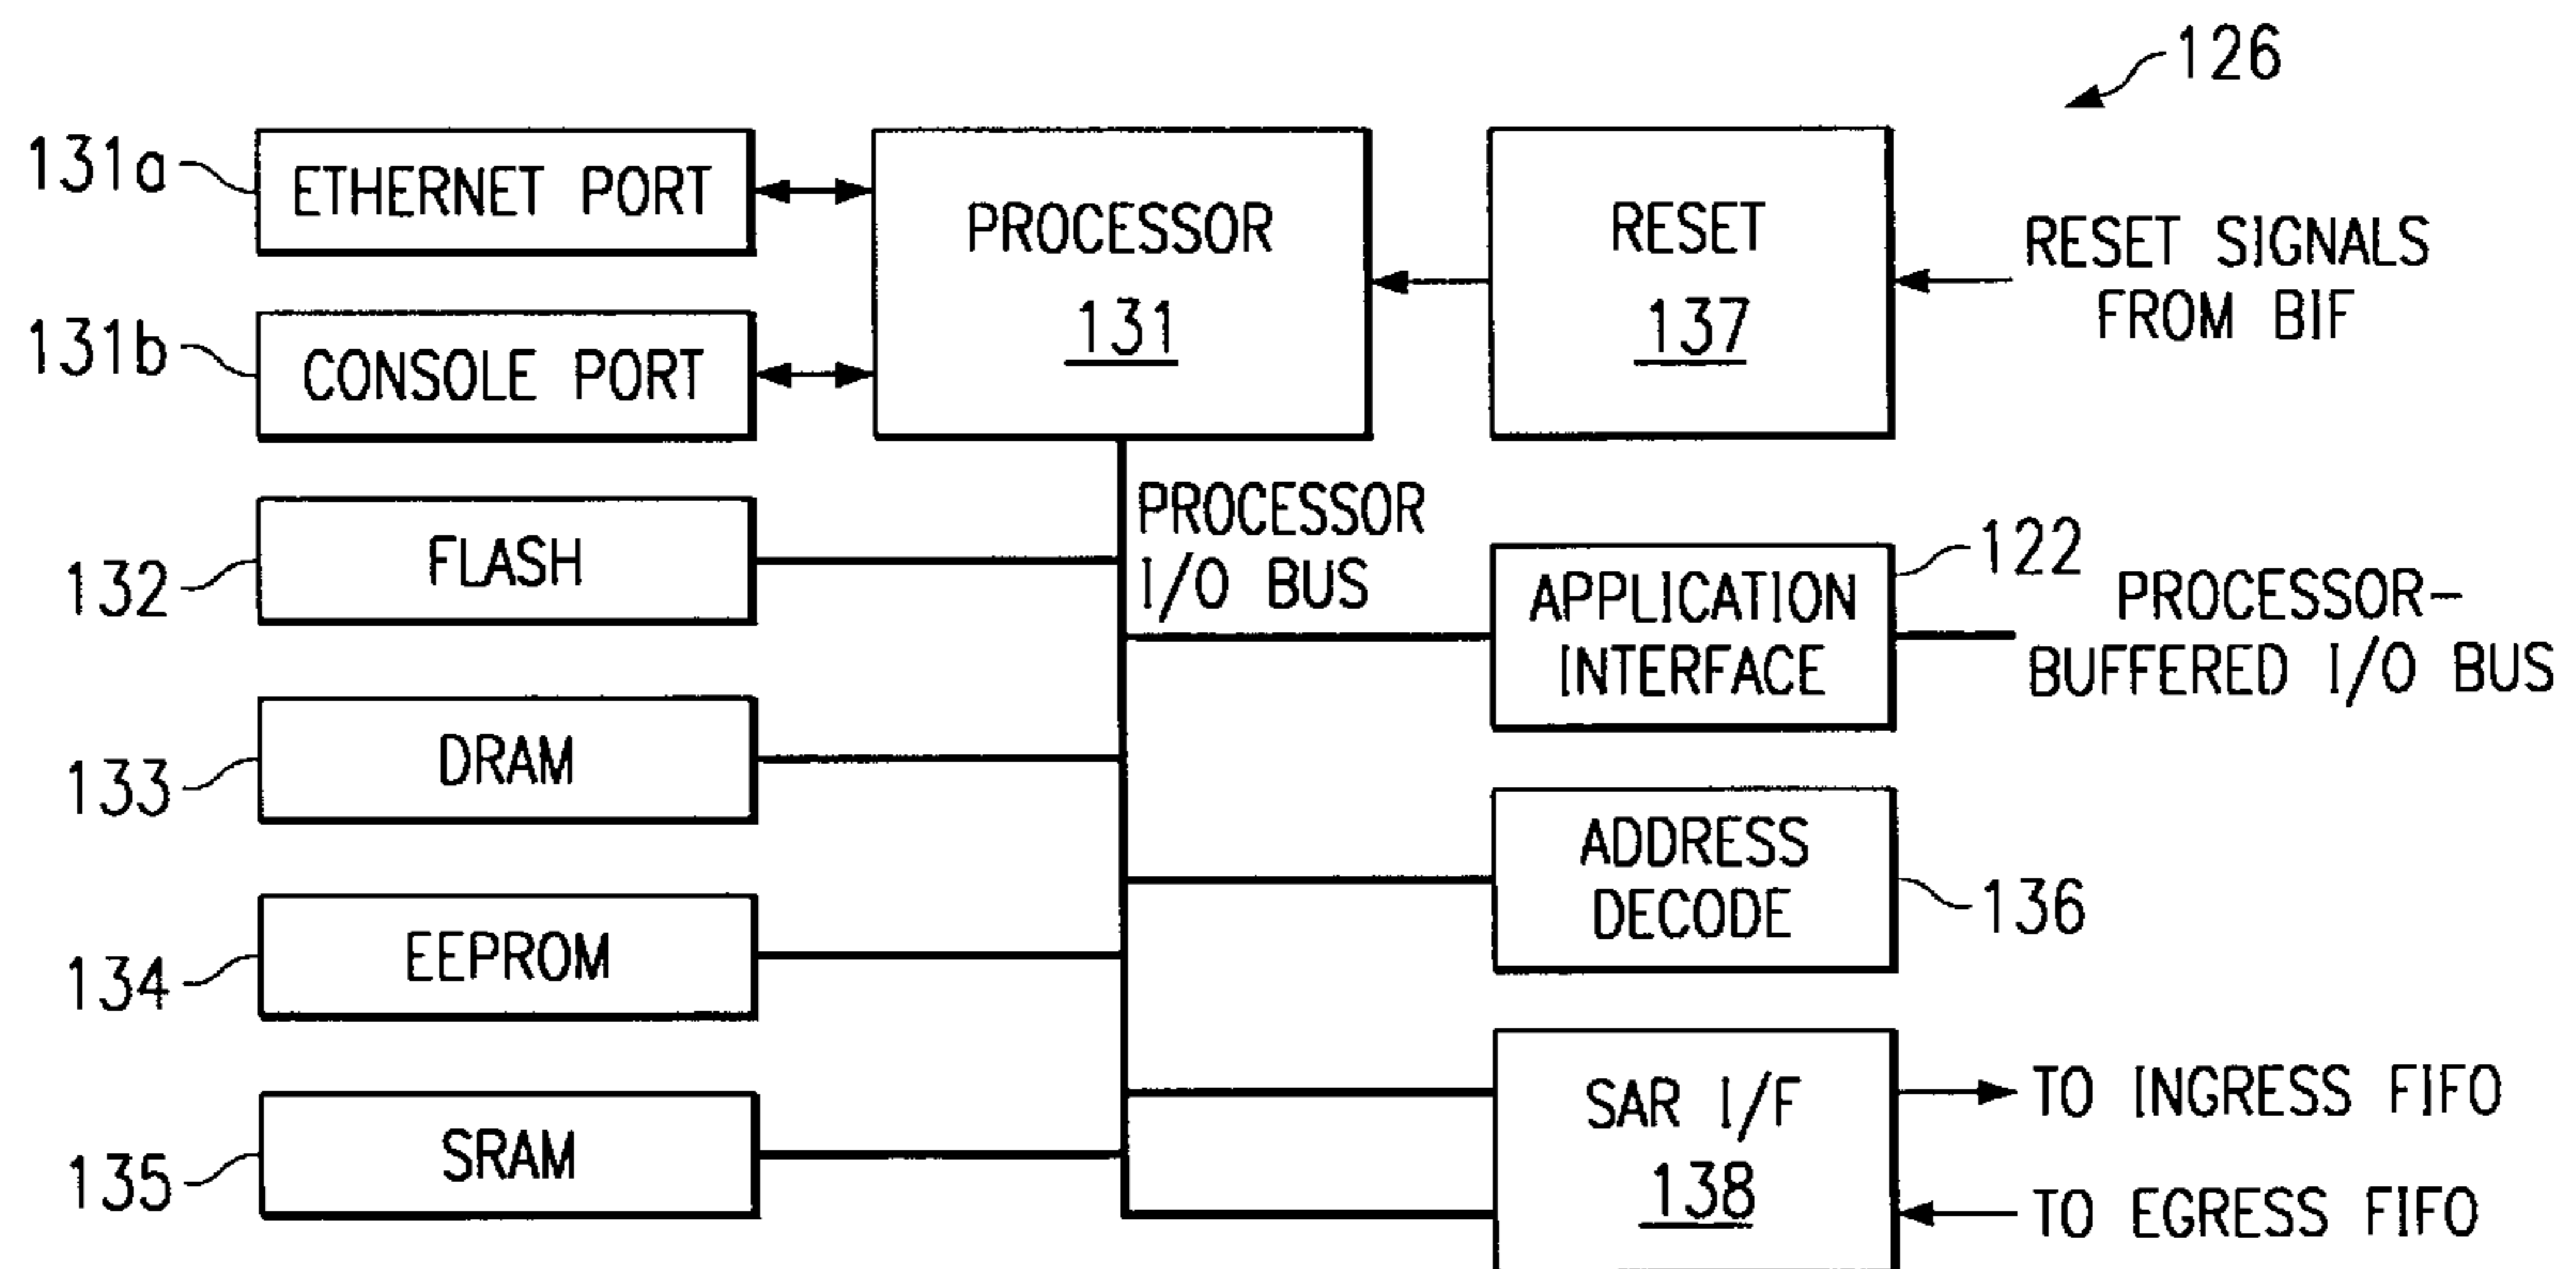 126
131a
ETHERNET PORT
PROCESSOR
131
RESET
137
RESET SIGNALS
FROM BIF
131b
CONSOLE PORT
PROCESSOR
I/O BUS
132
FLASH
122
APPLICATION
INTERFACE
PROCESSOR-
BUFFERED I/O BUS
133
DRAM
ADDRESS
DECODE
136
134
EEPROM
SAR I/F
138
TO INGRESS FIFO
135
SRAM
TO EGRESS FIFO